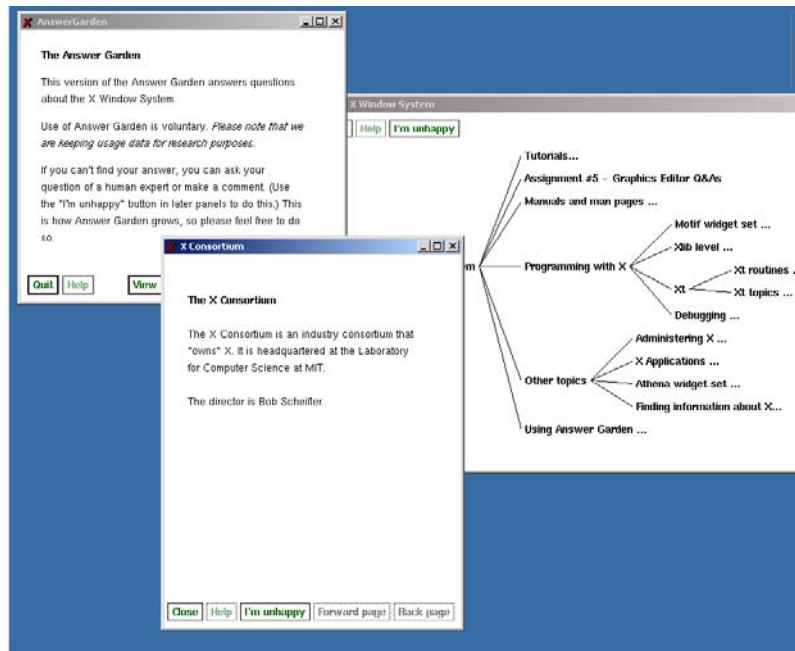 AnswerGarden
The Answer Garden
This version of the Answer Garden answers questions
about the X Window System.
Use of Answer Garden is voluntary. Please note that we
are keeping usage data for research purposes.
If you can't find your answer, you can ask your
question of a human expert or make a comment. (Use
the "I'm unhappy" button in later panels to do this.) This
is how Answer Garden grows, so please feel free to do
so.
Quit Help View
X Window System
Help I'm unhappy
Tutorials...
Assignment #5 - Graphics Editor Q&As
Manuals and man pages ...
Programming with X
Motif widget set ...
Xlib level ...
Xt
Xt routines ..
Xt topics ...
Debugging ...
Other topics
Administering X ...
X Applications ...
Athena widget set ...
Finding information about X...
Using Answer Garden ...
X Consortium
The X Consortium
The X Consortium is an industry consortium that
"owns" X. It is headquartered at the Laboratory
for Computer Science at MIT.
The director is Bob Scheifler.
Close Help I'm unhappy Forward page Back page